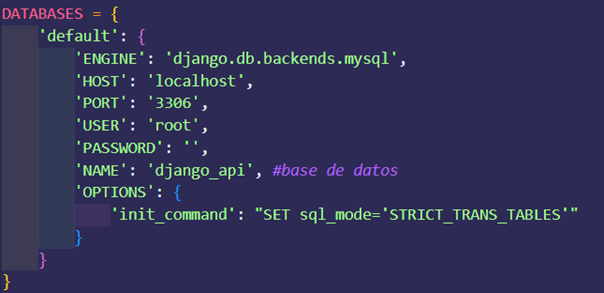 DATABASES = {
    'default': {
        'ENGINE': 'django.db.backends.mysql',
        'HOST': 'localhost',
        'PORT': '3306',
        'USER': 'root',
        'PASSWORD': '',
        'NAME': 'django_api', #base de datos
        'OPTIONS': {
            'init_command': "SET sql_mode='STRICT_TRANS_TABLES'"
        }
    }
}